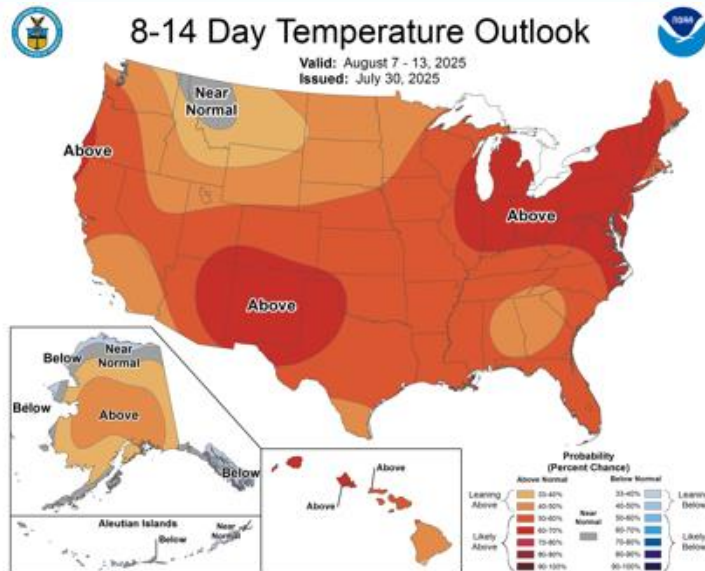 8-14 Day Temperature Outlook
Valid: August 7 - 13, 2025
Issued: July 30, 2025
noaa
Near
Normal
Above
Above
Above
Below
Near
Normal
Below
Above
Below
Aleutian Islands
Near
Normal
Below
Above
Above
Probability
(Percent Chance)
Above Normal
Below Normal
Leaning
Above
33-40%
40-50%
Likely
Above
50-60%
60-70%
70-80%
80-90%
90-100%
Near
Normal
33-40%
40-50%
Leaning
Below
50-60%
60-70%
70-80%
80-90%
90-100%
Likely
Below